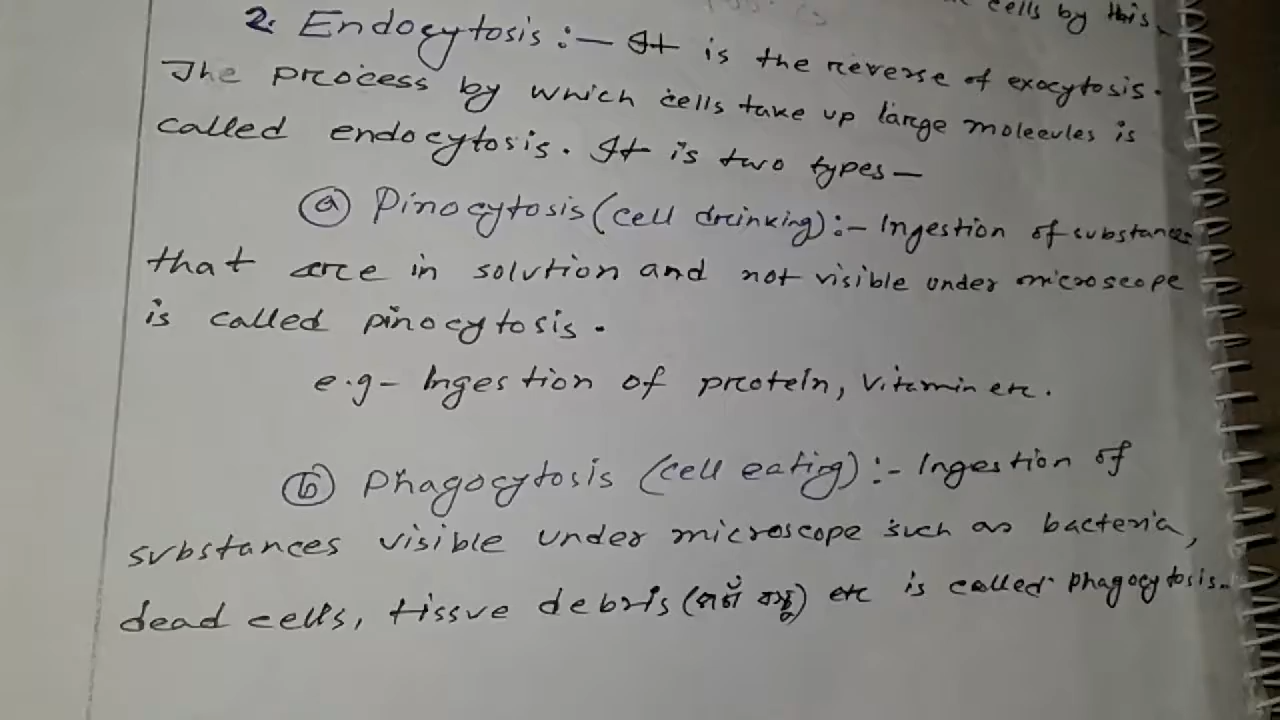 cells by this
2. Endocytosis :— It is the reverse of exocytosis.
The process by which cells take up large molecules is
called endocytosis. It is two types —
ⓐ Pinocytosis (cell drinking) :- Ingestion of substances
that are in solution and not visible under microscope
is called pinocytosis.
e.g- Ingestion of protein, vitamin etc.
ⓑ Phagocytosis (cell eating) :- Ingestion of
substances visible under microscope such as bacteria,
dead cells, tissue debris ( ) etc is called phagocytosis.